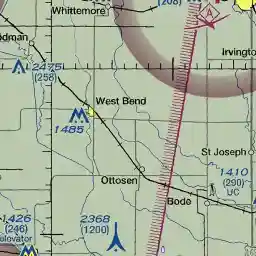 Whittemore
(208)
Irvington
2475
(258)
West Bend
1485
St Joseph
1410
(290)
UC
Ottosen
Bode
1426
(246)
2368
(1200)